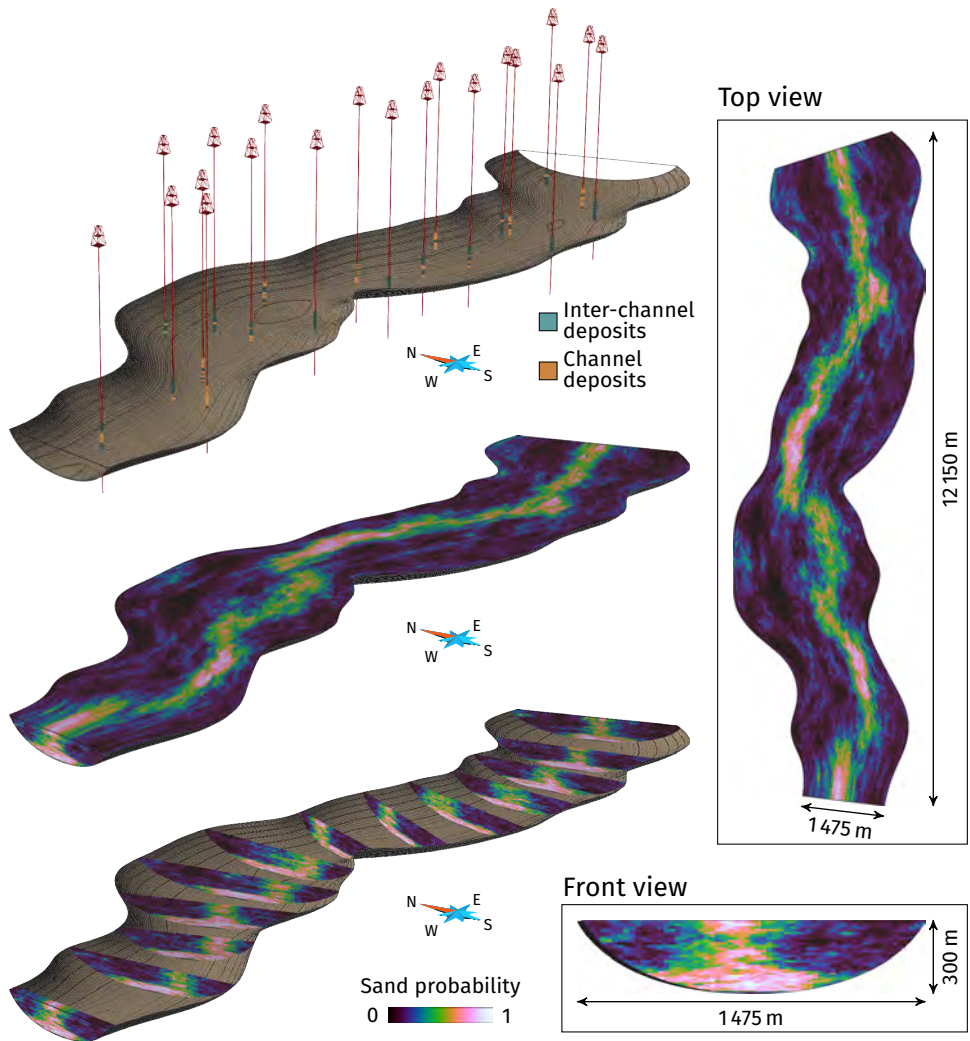 Top view
Inter-channel
deposits
Channel
deposits
N
E
W
S
12 150 m
1 475 m
N
E
W
S
N
E
W
S
Sand probability
0
1
Front view
300 m
1 475 m